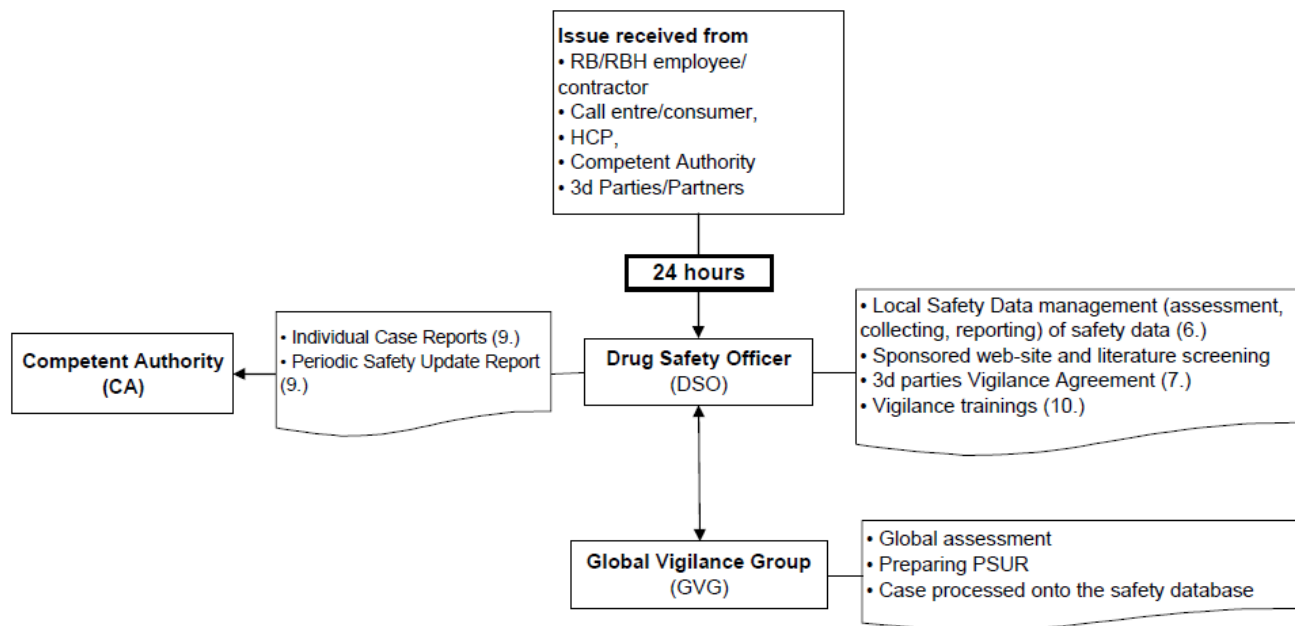 Issue received from
• RB/RBH employee/
contractor
• Call entre/consumer,
• HCP,
• Competent Authority
• 3d Parties/Partners
24 hours
Competent Authority
(CA)
• Individual Case Reports (9.)
• Periodic Safety Update Report
(9.)
Drug Safety Officer
(DSO)
• Local Safety Data management (assessment,
collecting, reporting) of safety data (6.)
• Sponsored web-site and literature screening
• 3d parties Vigilance Agreement (7.)
• Vigilance trainings (10.)
Global Vigilance Group
(GVG)
• Global assessment
• Preparing PSUR
• Case processed onto the safety database